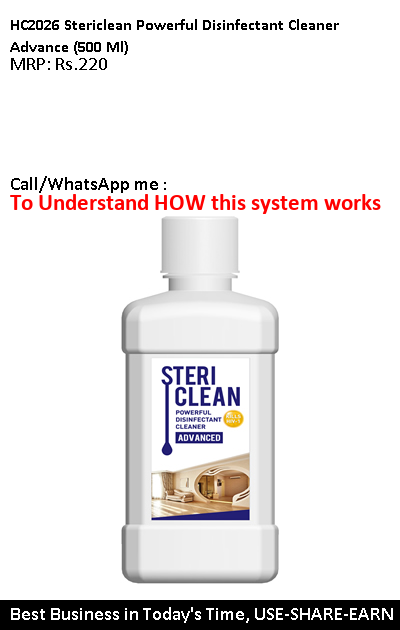 HC2026 Stericlean Powerful Disinfectant Cleaner
Advance (500 Ml)
MRP: Rs.220
Call/WhatsApp me :
To Understand HOW this system works
STERI
CLEAN
POWERFUL
DISINFECTANT
CLEANER
ADVANCED
Best Business in Today's Time, USE-SHARE-EARN